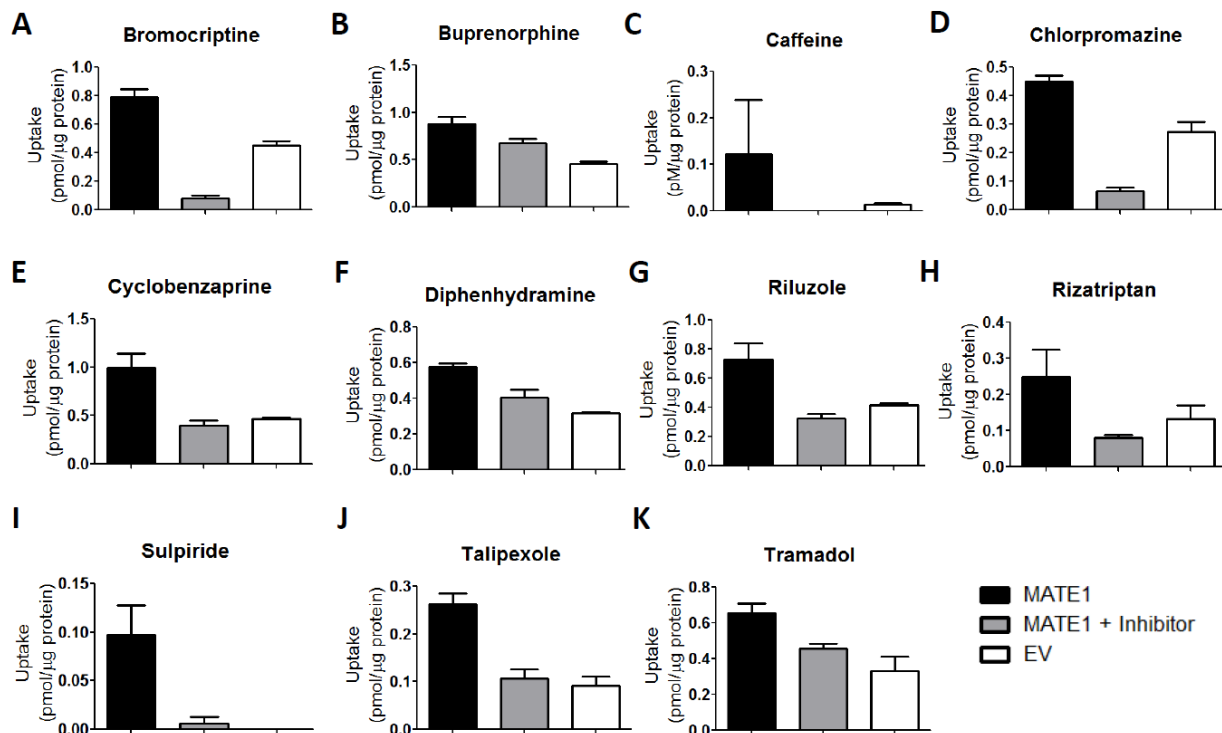 A
Bromocriptine
Uptake
(pmol/µg protein)
1.0
0.8
0.6
0.4
0.2
0.0
B
Buprenorphine
Uptake
(pmol/µg protein)
1.5
1.0
0.5
0.0
C
Caffeine
Uptake
(pM/µg protein)
0.3
0.2
0.1
0.0
D
Chlorpromazine
Uptake
(pmol/µg protein)
0.5
0.4
0.3
0.2
0.1
0.0
E
Cyclobenzaprine
Uptake
(pmol/µg protein)
1.5
1.0
0.5
0.0
F
Diphenhydramine
Uptake
(pmol/µg protein)
0.8
0.6
0.4
0.2
0.0
G
Riluzole
Uptake
(pmol/µg protein)
1.0
0.8
0.6
0.4
0.2
0.0
H
Rizatriptan
Uptake
(pmol/µg protein)
0.4
0.3
0.2
0.1
0.0
I
Sulpiride
Uptake
(pmol/µg protein)
0.15
0.10
0.05
0.00
J
Talipexole
Uptake
(pmol/µg protein)
0.3
0.2
0.1
0.0
K
Tramadol
Uptake
(pmol/µg protein)
0.8
0.6
0.4
0.2
0.0
MATE1
MATE1 + Inhibitor
EV